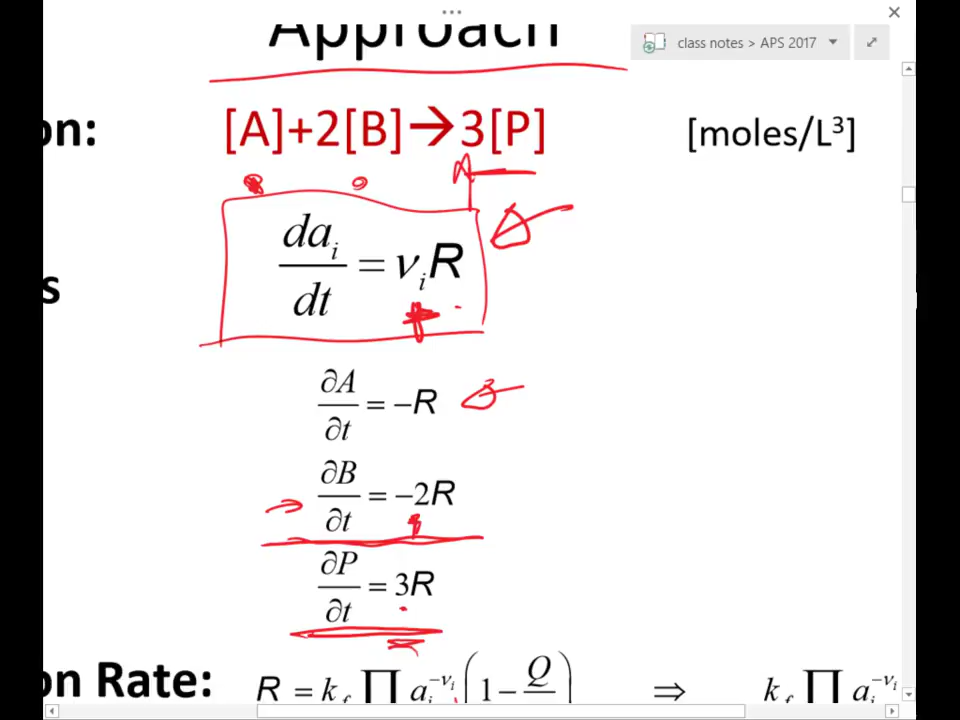 Approach
class notes > APS 2017
on: [A]+2[B]→3[P] [moles/L³]
da_i/dt = ν_i R
s
∂A/∂t = −R
∂B/∂t = −2R
∂P/∂t = 3R
on Rate: R = k_f ∏ a_i^{−ν_i} (1 − Q ) ⇒ k_f ∏ a_i^{−ν_i}